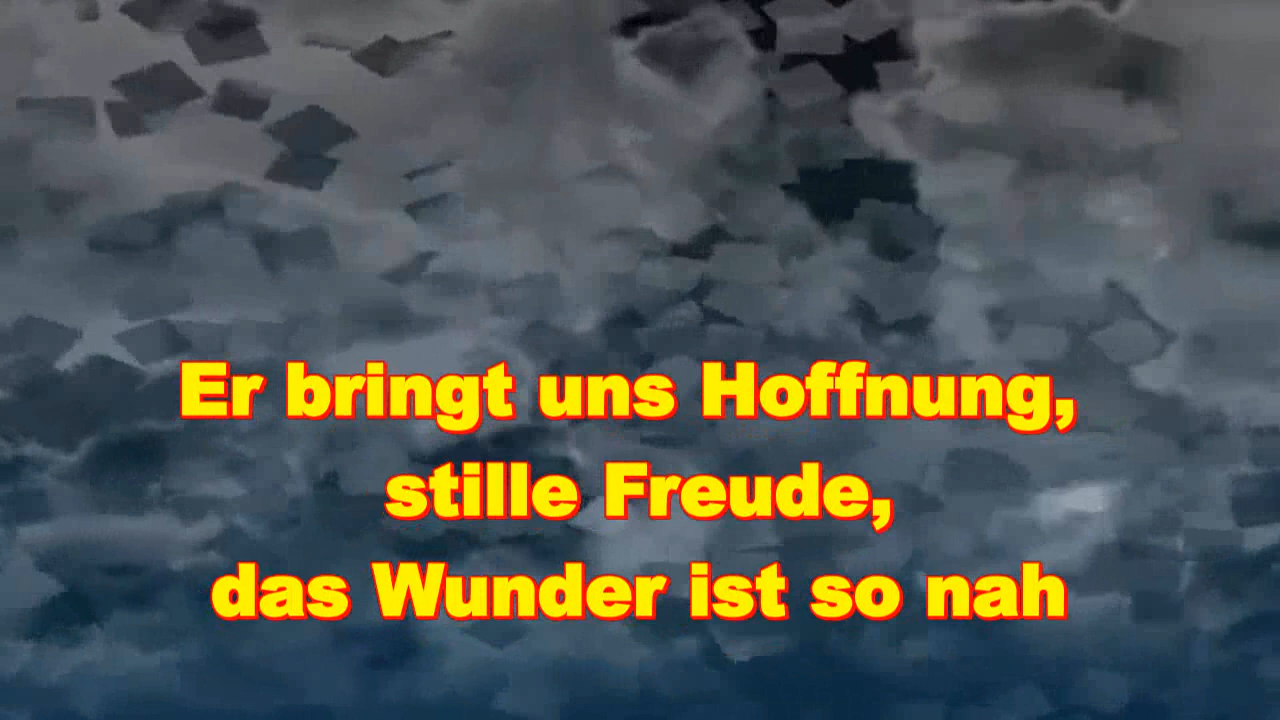 Er bringt uns Hoffnung,
stille Freude,
das Wunder ist so nah